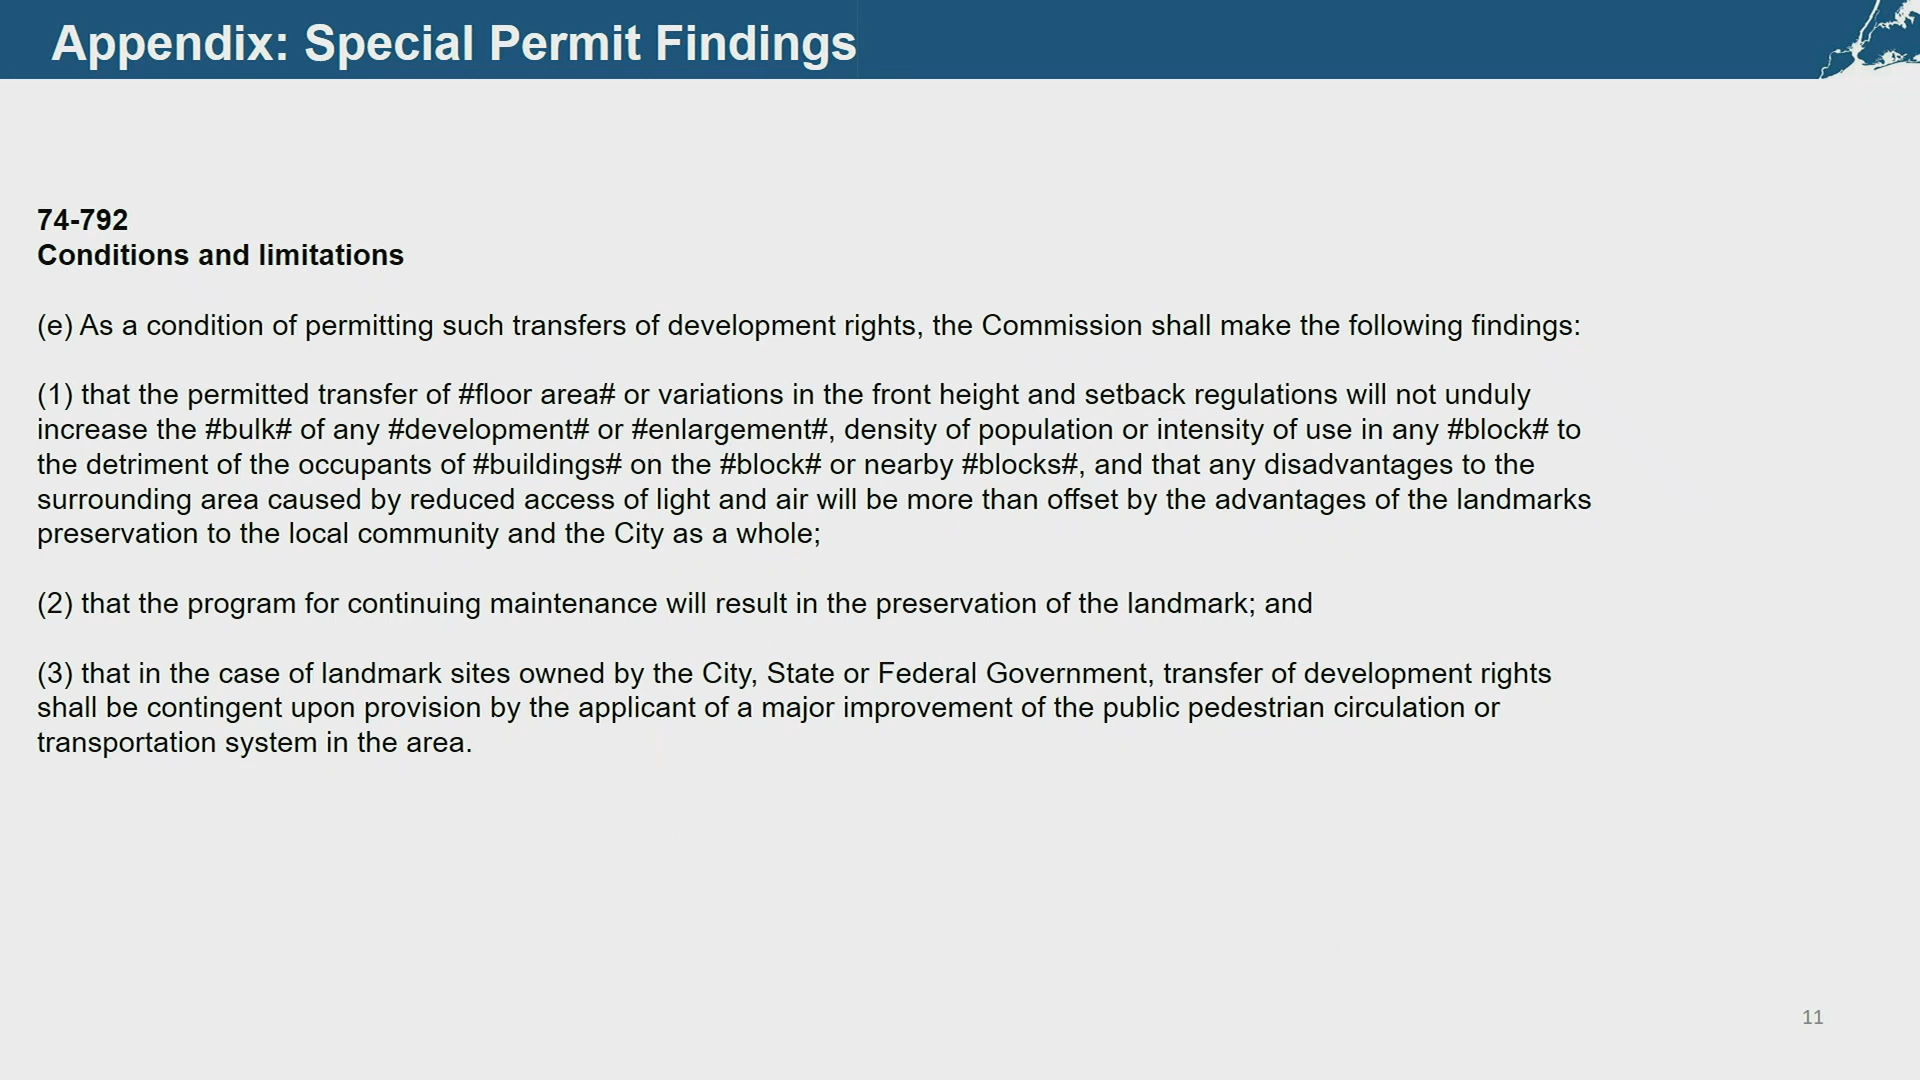 Appendix: Special Permit Findings
74-792
Conditions and limitations
(e) As a condition of permitting such transfers of development rights, the Commission shall make the following findings:
(1) that the permitted transfer of #floor area# or variations in the front height and setback regulations will not unduly
increase the #bulk# of any #development# or #enlargement#, density of population or intensity of use in any #block# to
the detriment of the occupants of #buildings# on the #block# or nearby #blocks#, and that any disadvantages to the
surrounding area caused by reduced access of light and air will be more than offset by the advantages of the landmarks
preservation to the local community and the City as a whole;
(2) that the program for continuing maintenance will result in the preservation of the landmark; and
(3) that in the case of landmark sites owned by the City, State or Federal Government, transfer of development rights
shall be contingent upon provision by the applicant of a major improvement of the public pedestrian circulation or
transportation system in the area.
11